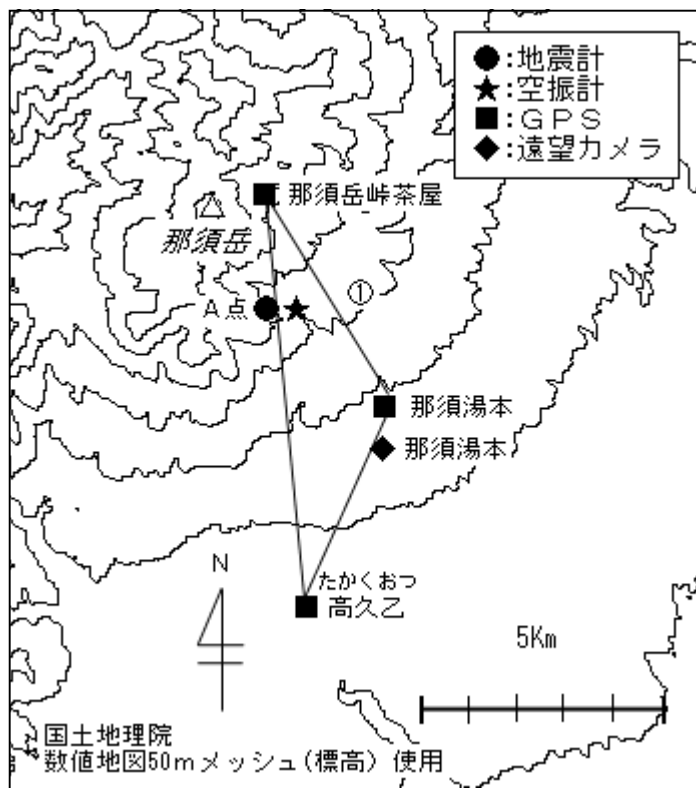 ●:地震計
★:空振計
■:GPS
◆:遠望カメラ
那須岳峠茶屋
那須岳
①
A点
那須湯本
那須湯本
たかくおつ
高久乙
N
5Km
国土地理院
数値地図50mメッシュ(標高) 使用